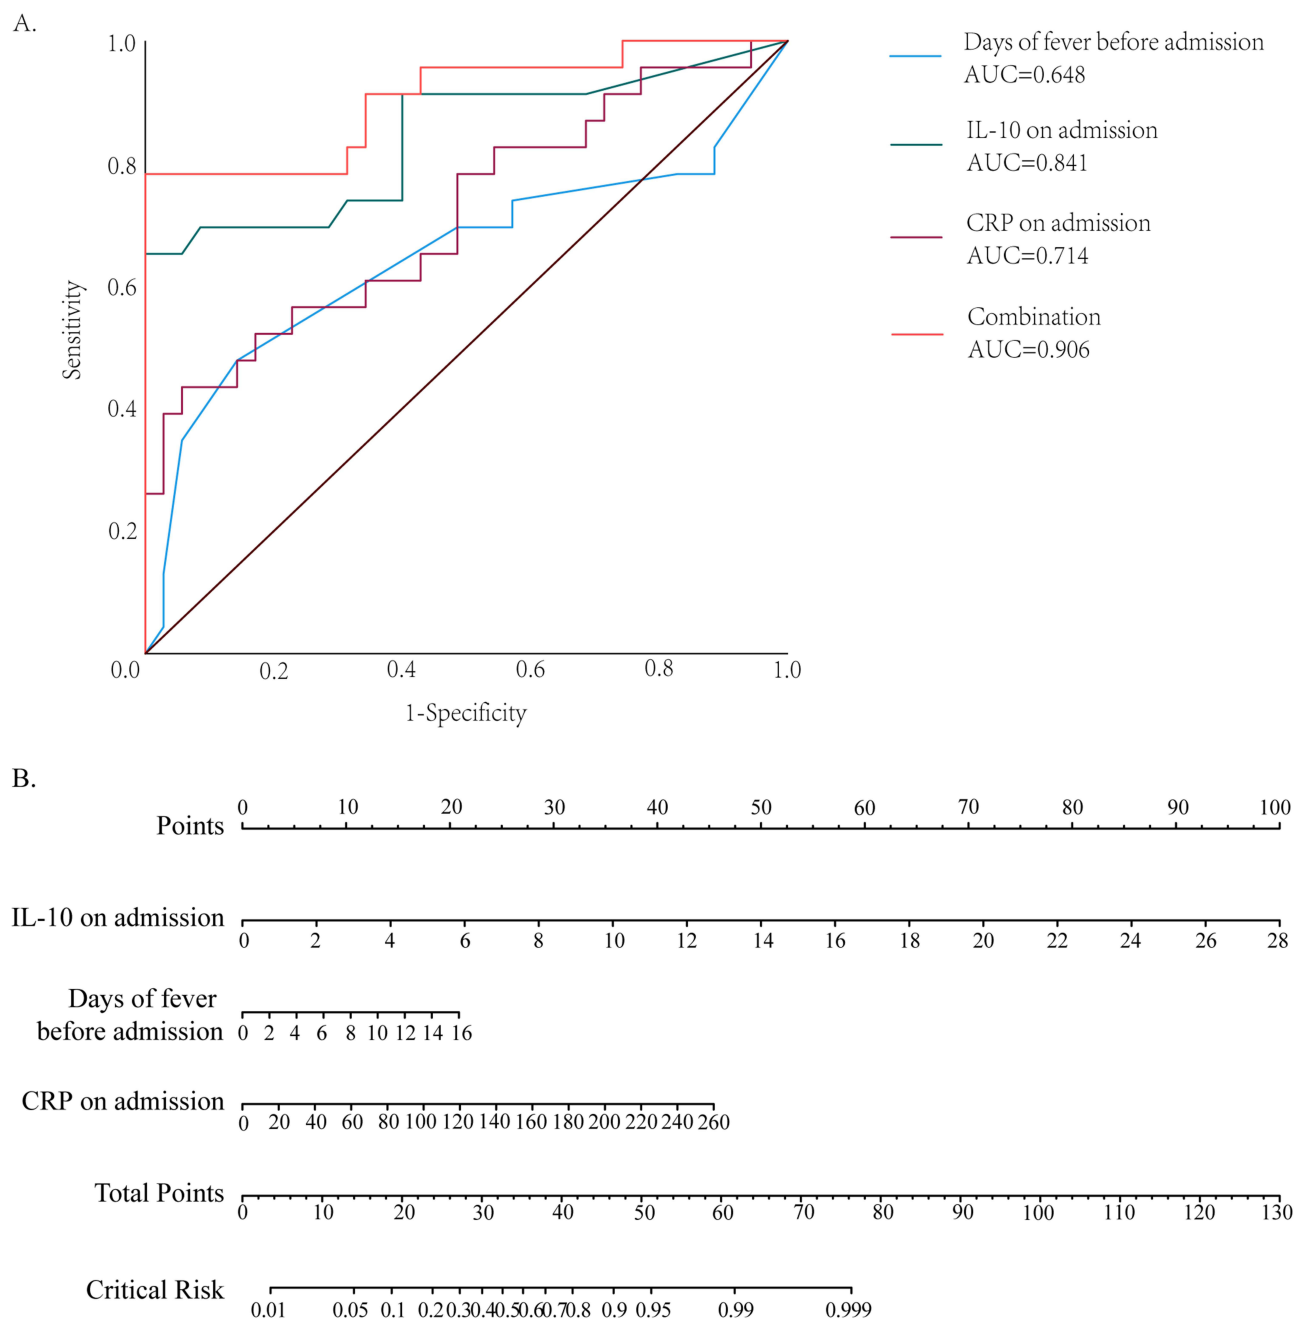 A.
1.0
0.8
0.6
0.4
0.2
0.0
0.2
0.4
0.6
0.8
1.0
Sensitivity
1-Specificity
Days of fever before admission
AUC=0.648
IL-10 on admission
AUC=0.841
CRP on admission
AUC=0.714
Combination
AUC=0.906
B.
Points
0 10 20 30 40 50 60 70 80 90 100
IL-10 on admission
0 2 4 6 8 10 12 14 16 18 20 22 24 26 28
Days of fever
before admission
0 2 4 6 8 10 12 14 16
CRP on admission
0 20 40 60 80 100 120 140 160 180 200 220 240 260
Total Points
0 10 20 30 40 50 60 70 80 90 100 110 120 130
Critical Risk
0.01 0.05 0.1 0.2 0.3 0.4 0.5 0.6 0.7 0.8 0.9 0.95 0.99 0.999